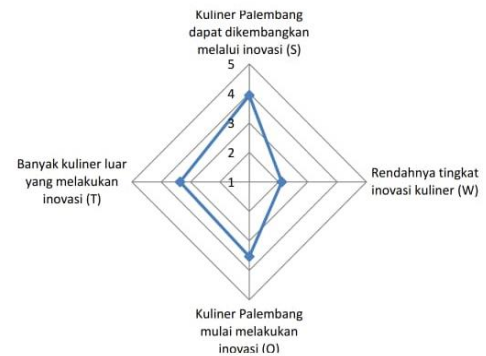 Kuliner Palembang
dapat dikembangkan
melalui inovasi (S)
5
4
3
2
1
Banyak kuliner luar
yang melakukan
inovasi (T)
Rendahnya tingkat
inovasi kuliner (W)
Kuliner Palembang
mulai melakukan
inovasi (O)